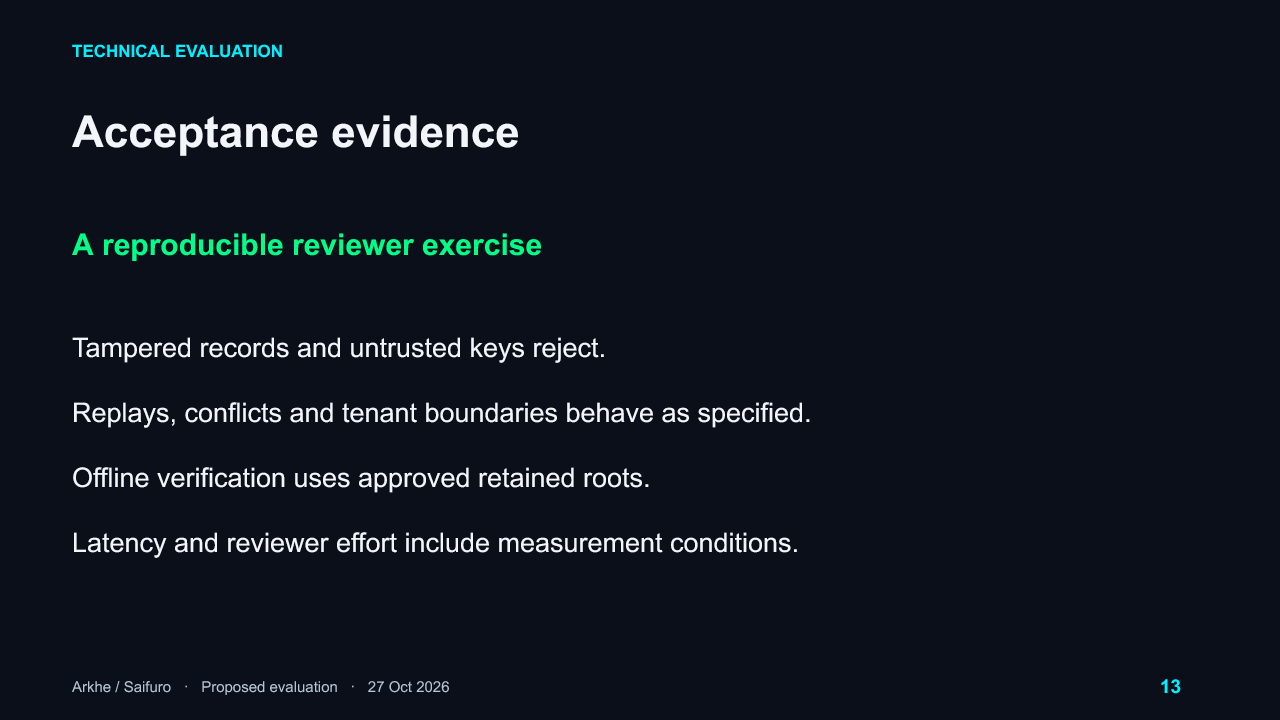 TECHNICAL EVALUATION
Acceptance evidence
A reproducible reviewer exercise
Tampered records and untrusted keys reject.
Replays, conflicts and tenant boundaries behave as specified.
Offline verification uses approved retained roots.
Latency and reviewer effort include measurement conditions.
Arkhe / Saifuro · Proposed evaluation · 27 Oct 2026
13